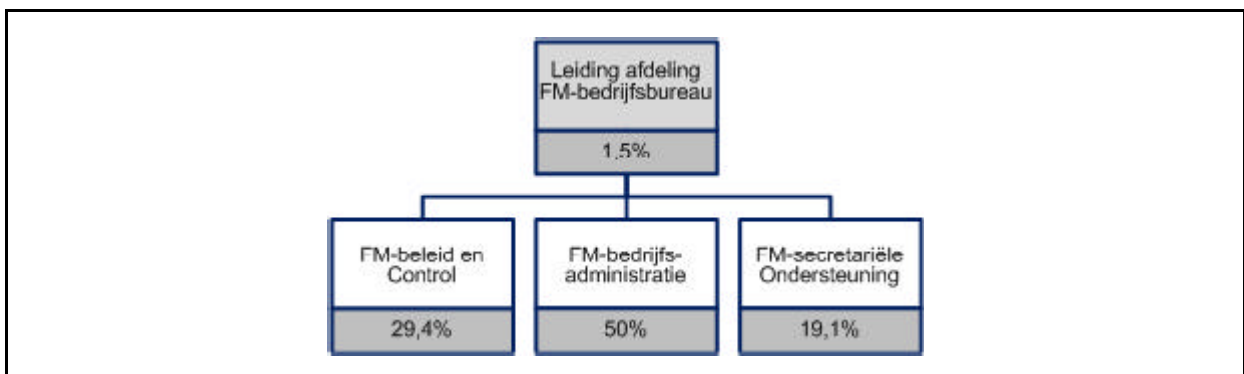 Leiding afdeling
FM-bedrijfsbureau
1,5%
FM-beleid en
Control
29,4%
FM-bedrijfs-
administratie
50%
FM-secretariële
Ondersteuning
19,1%